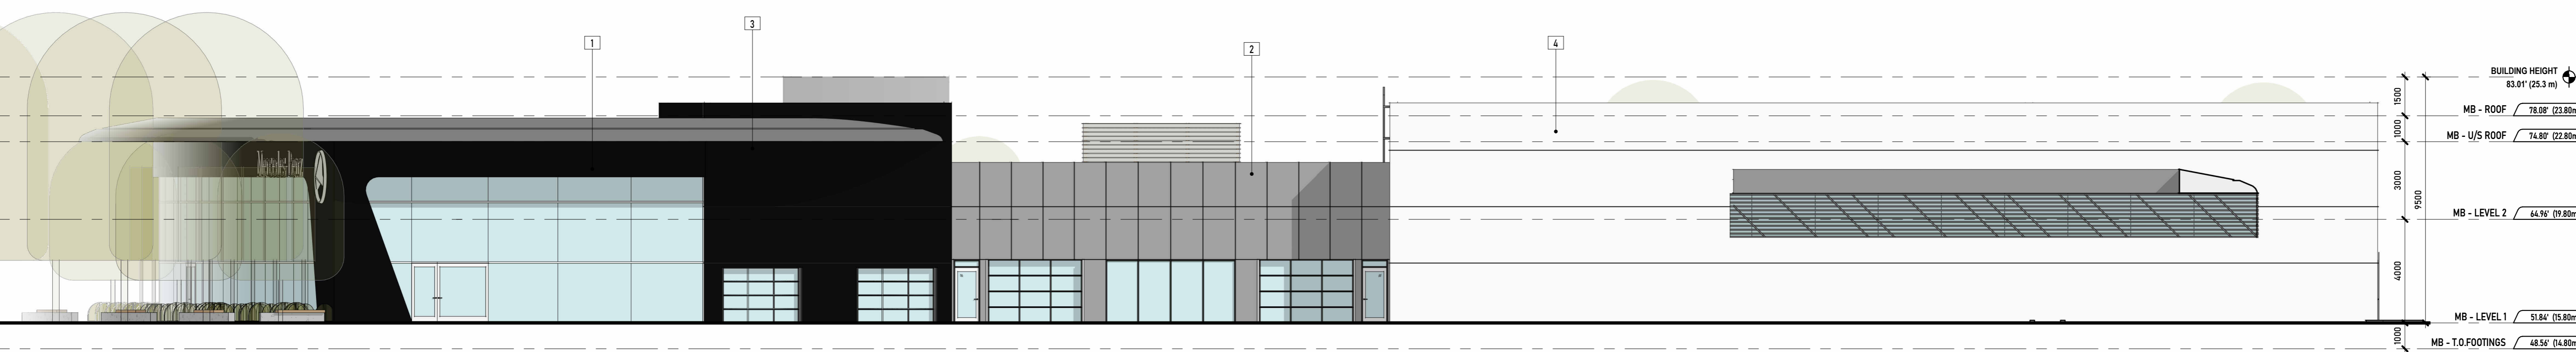 1
3
2
4
BUILDING HEIGHT
83.01' (25.3 m)
MB - ROOF 78.08' (23.80m
MB - U/S ROOF 74.80' (22.80m
MB - LEVEL 2 64.96' (19.80m
MB - LEVEL 1 51.84' (15.80m
MB - T.O.FOOTINGS 48.56' (14.80m
1500
1000
3000
9500
4000
1000
Mercedes-Benz